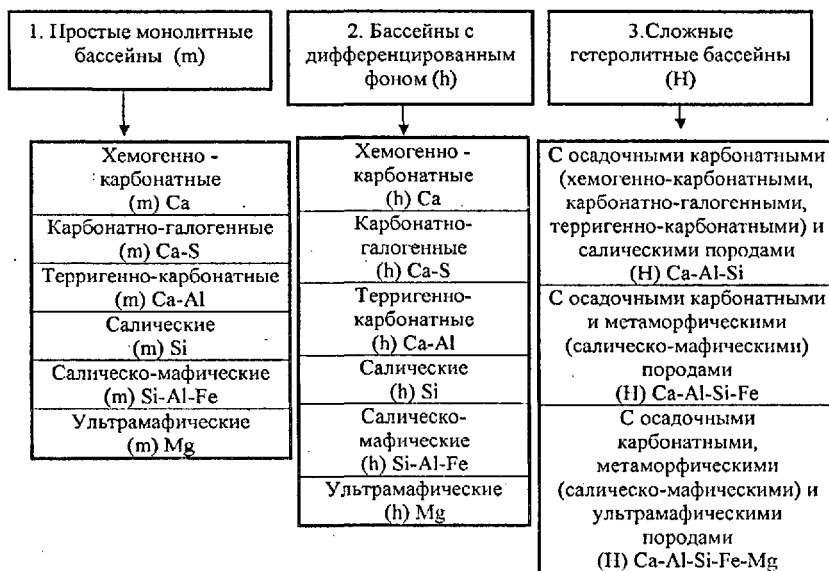 1. Простые монолитные
бассейны (m)
2. Бассейны с
дифференцированным
фоном (h)
3.Сложные
гетеролитные бассейны
(H)
Хемогенно -
карбонатные
(m) Ca
Карбонатно-галогенные
(m) Ca-S
Терригенно-карбонатные
(m) Ca-Al
Салические
(m) Si
Салическо-мафические
(m) Si-Al-Fe
Ультрамафические
(m) Mg
Хемогенно -
карбонатные
(h) Ca
Карбонатно-
галогенные
(h) Ca-S
Терригенно-
карбонатные
(h) Ca-Al
Салические
(h) Si
Салическо-
мафические
(h) Si-Al-Fe
Ультрамафические
(h) Mg
С осадочными карбонатными
(хемогенно-карбонатными,
карбонатно-галогенными,
терригенно-карбонатными) и
салическими породами
(H) Ca-Al-Si
С осадочными карбонатными
и метаморфическими
(салическо-мафическими)
породами
(H) Ca-Al-Si-Fe
С осадочными
карбонатными,
метаморфическими
(салическо-мафическими) и
ультрамафическими
породами
(H) Ca-Al-Si-Fe-Mg